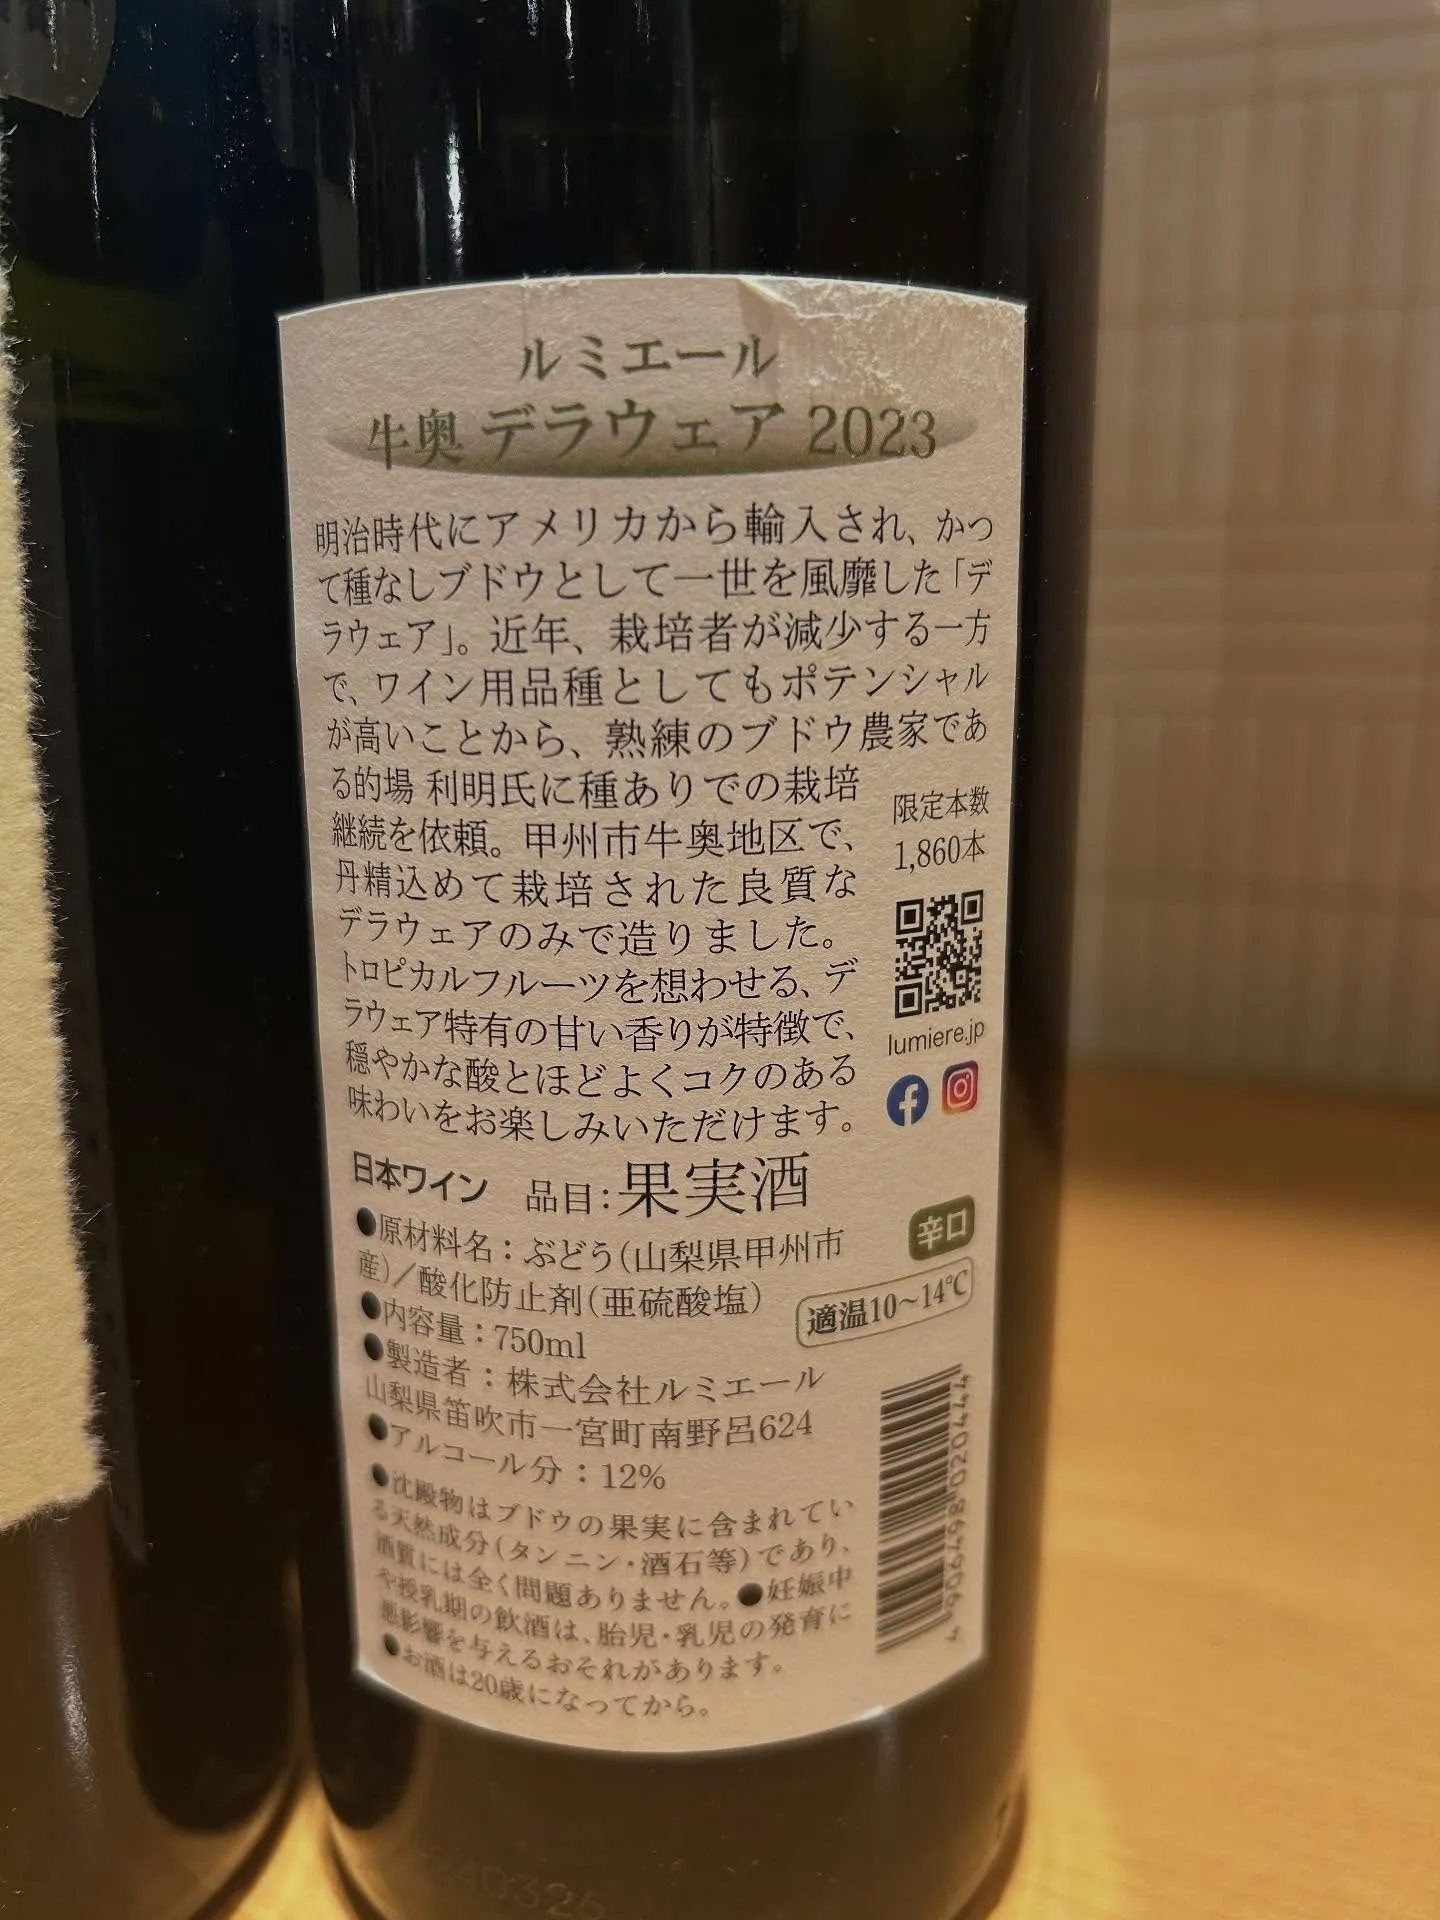 ルミエール
牛奥 デラウェア 2023
明治時代にアメリカから輸入され、かつ
て種なしブドウとして一世を風靡した「デ
ラウェア」。近年、栽培者が減少する一方
で、ワイン用品種としてもポテンシャル
が高いことから、熟練のブドウ農家であ
る的場 利明氏に種ありでの栽培
継続を依頼。甲州市牛奥地区で、
丹精込めて栽培された良質な
デラウェアのみで造りました。
トロピカルフルーツを想わせる、デ
ラウェア特有の甘い香りが特徴で、
穏やかな酸とほどよくコクのある
味わいをお楽しみいただけます。
限定本数
1,860本
lumiere.jp
日本ワイン 品目:果実酒
●原材料名:ぶどう(山梨県甲州市
産)/酸化防止剤(亜硫酸塩)
●内容量:750ml
●製造者:株式会社ルミエール
山梨県笛吹市一宮町南野呂624
●アルコール分:12%
辛口
適温10~14℃
●沈殿物はブドウの果実に含まれてい
る天然成分(タンニン・酒石等)であり、
酒質には全く問題ありません。●妊娠中
や授乳期の飲酒は、胎児・乳児の発育に
悪影響を与えるおそれがあります。
●お酒は20歳になってから。